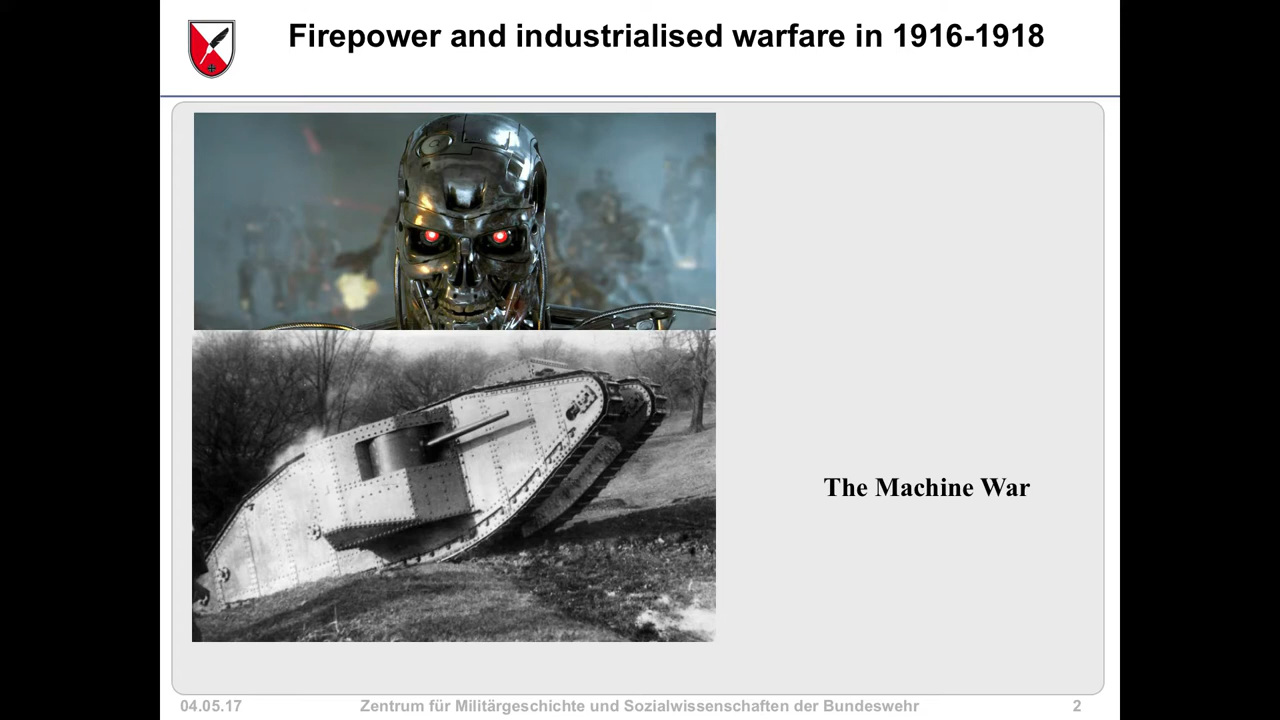 Firepower and industrialised warfare in 1916-1918
The Machine War
04.05.17 Zentrum für Militärgeschichte und Sozialwissenschaften der Bundeswehr 2